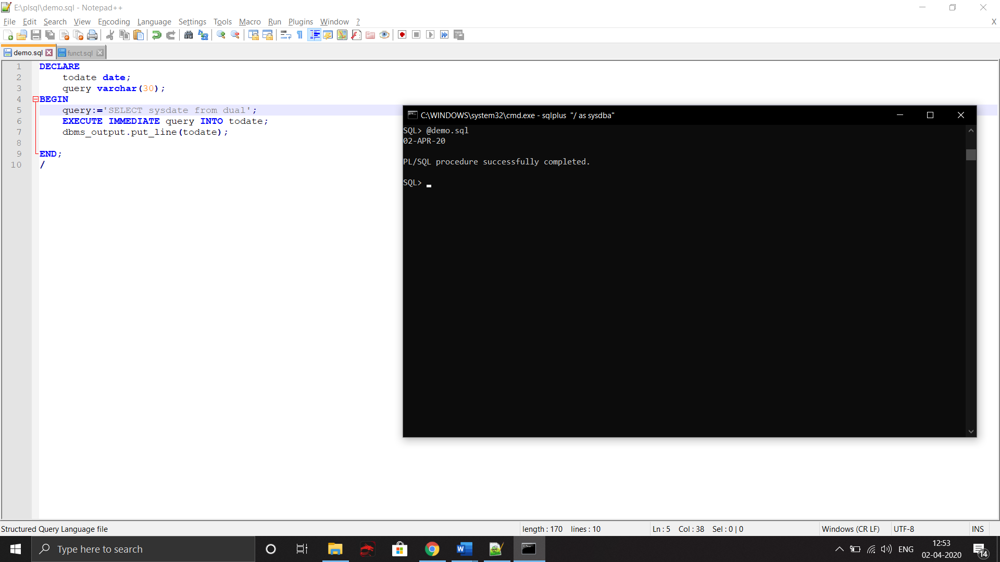 E:\plsql\demo.sql - Notepad++
File Edit Search View Encoding Language Settings Tools Macro Run Plugins Window ? X
demo.sql funct.sql
1 DECLARE
2 todate date;
3 query varchar(30);
4 BEGIN
5 query:='SELECT sysdate from dual';
6 EXECUTE IMMEDIATE query INTO todate;
7 dbms_output.put_line(todate);
8
9 END;
10 /
C:\WINDOWS\system32\cmd.exe - sqlplus "/ as sysdba"
SQL> @demo.sql
02-APR-20
PL/SQL procedure successfully completed.
SQL>
Structured Query Language file length : 170 lines : 10 Ln : 5 Col : 38 Sel : 0 | 0 Windows (CR LF) UTF-8 INS
Type here to search
ENG
12:53
02-04-2020
14